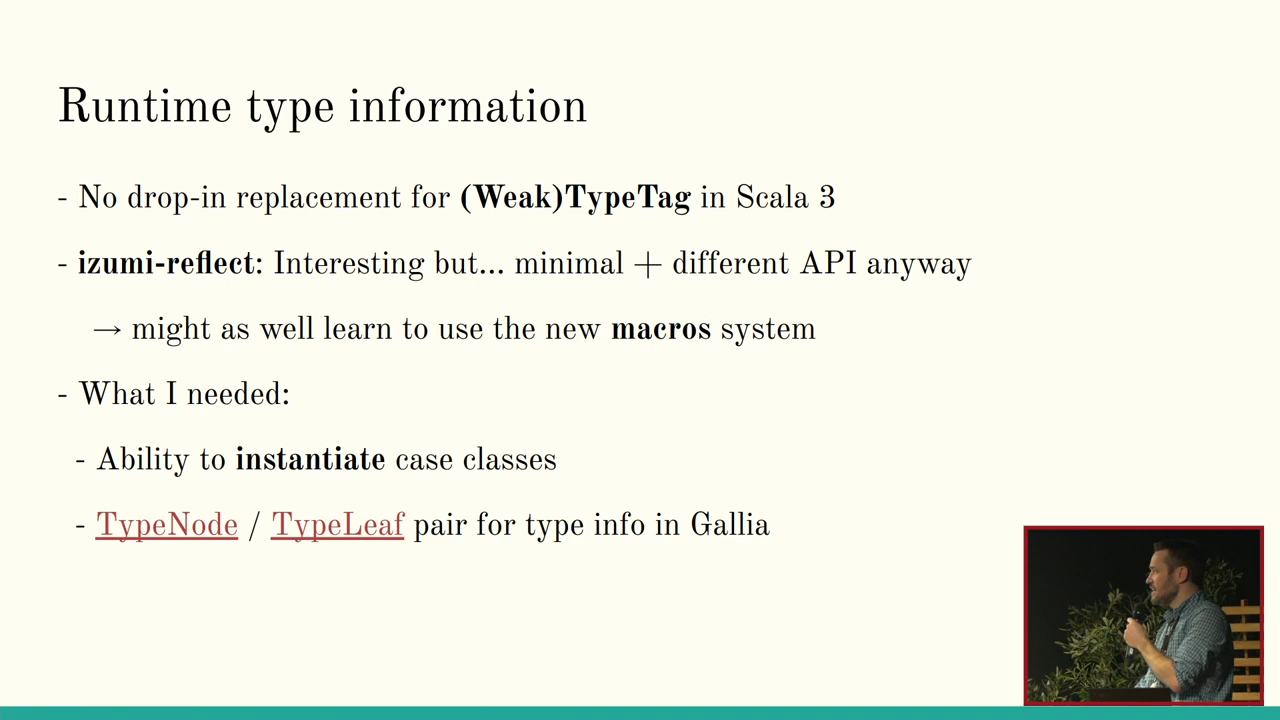 Runtime type information
- No drop-in replacement for (Weak)TypeTag in Scala 3
- izumi-reflect: Interesting but... minimal + different API anyway
→ might as well learn to use the new macros system
- What I needed:
- Ability to instantiate case classes
- TypeNode / TypeLeaf pair for type info in Gallia